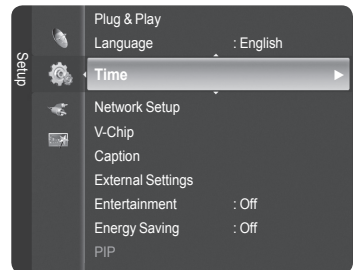 Setup
Plug & Play
Language : English
Time
Network Setup
V-Chip
Caption
External Settings
Entertainment : Off
Energy Saving : Off
PIP